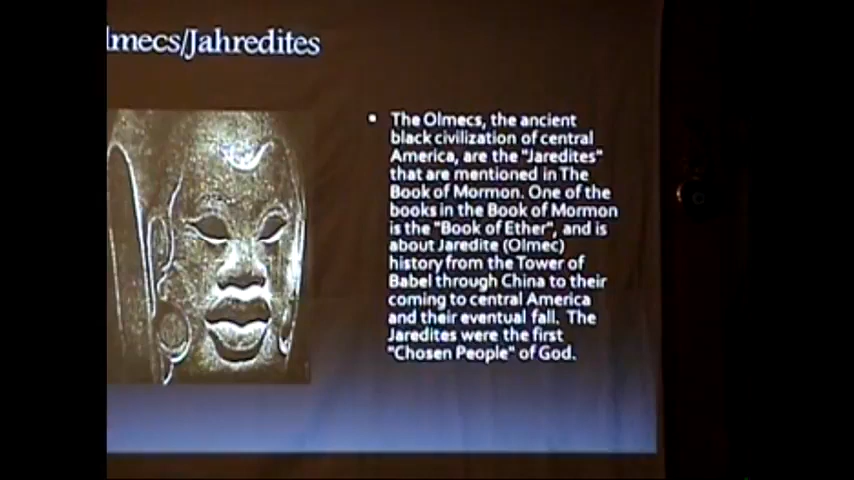 lmecs/Jahredites
• The Olmecs, the ancient
black civilization of central
America, are the "Jaredites"
that are mentioned in The
Book of Mormon. One of the
books in the Book of Mormon
is the "Book of Ether", and is
about Jaredite (Olmec)
history from the Tower of
Babel through China to their
coming to central America
and their eventual fall. The
Jaredites were the first
"Chosen People" of God.